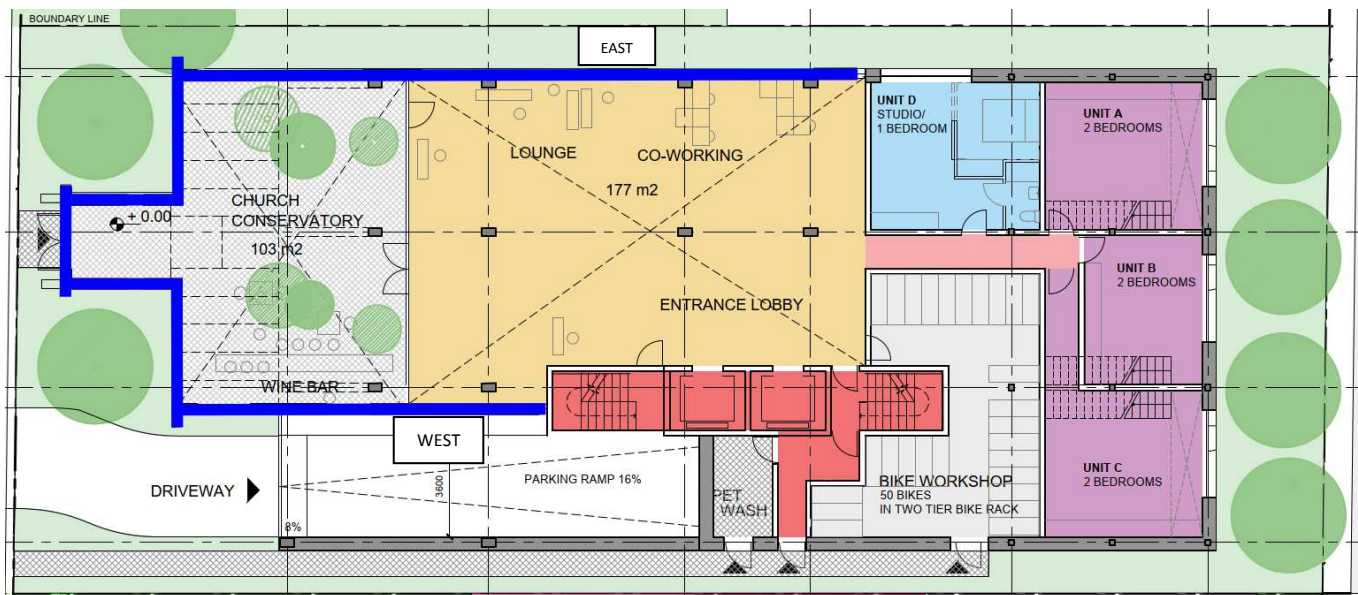 BOUNDARY LINE
EAST
UNIT D
STUDIO/
1 BEDROOM
UNIT A
2 BEDROOMS
LOUNGE
CO-WORKING
177 m2
CHURCH
CONSERVATORY
103 m2
+ 0.00
UNIT B
2 BEDROOMS
ENTRANCE LOBBY
WINE BAR
WEST
UNIT C
2 BEDROOMS
DRIVEWAY
PARKING RAMP 16%
3600
8%
PET
WASH
BIKE WORKSHOP
50 BIKES
IN TWO TIER BIKE RACK